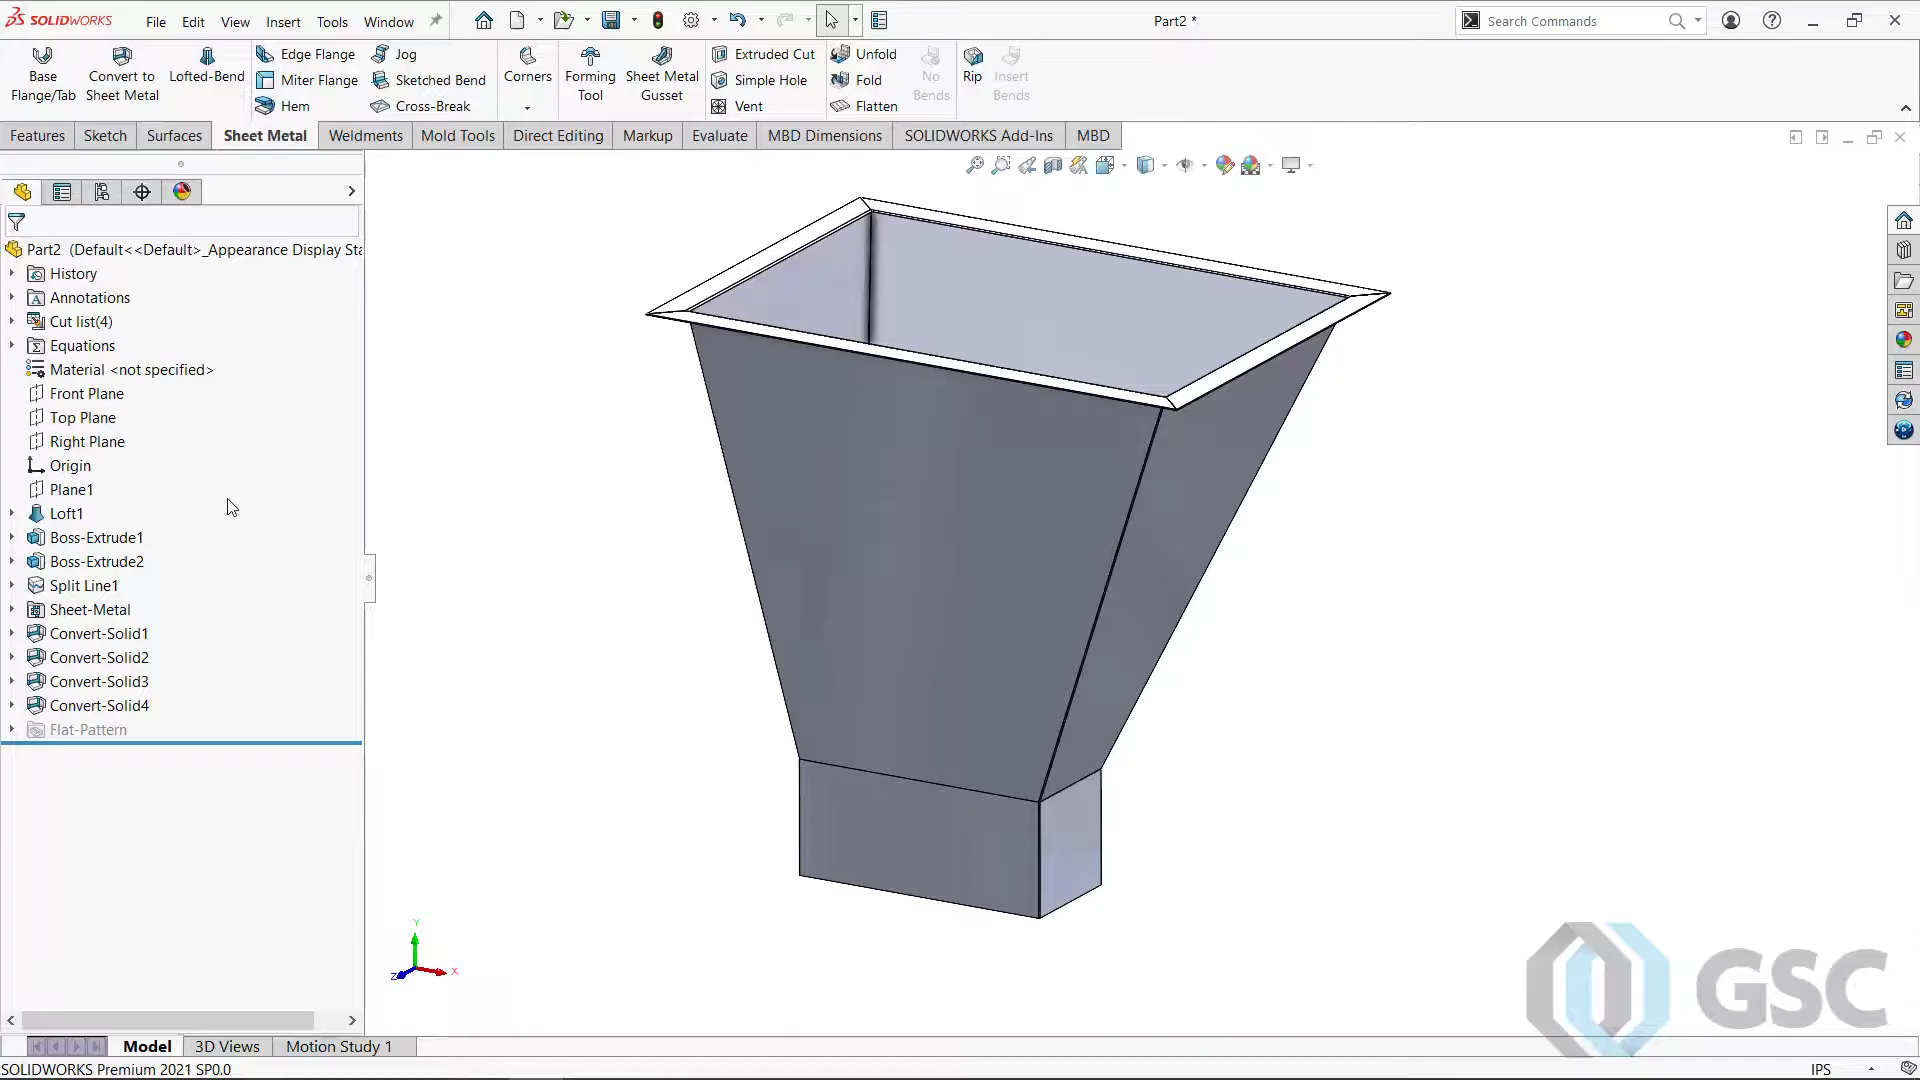 SOLIDWORKS
File Edit View Insert Tools Window
Part2 *
Search Commands
Base Flange/Tab
Convert to Sheet Metal
Lofted-Bend
Edge Flange
Miter Flange
Hem
Jog
Sketched Bend
Cross-Break
Corners
Forming Tool
Sheet Metal Gusset
Extruded Cut
Simple Hole
Vent
Unfold
Fold
Flatten
No Bends
Rip
Insert Bends
Features Sketch Surfaces Sheet Metal Weldments Mold Tools Direct Editing Markup Evaluate MBD Dimensions SOLIDWORKS Add-Ins MBD
Part2 (Default<<Default>_Appearance Display Sta
History
Annotations
Cut list(4)
Equations
Material <not specified>
Front Plane
Top Plane
Right Plane
Origin
Plane1
Loft1
Boss-Extrude1
Boss-Extrude2
Split Line1
Sheet-Metal
Convert-Solid1
Convert-Solid2
Convert-Solid3
Convert-Solid4
Flat-Pattern
Y
Z
X
GSC
Model 3D Views Motion Study 1
SOLIDWORKS Premium 2021 SP0.0
IPS